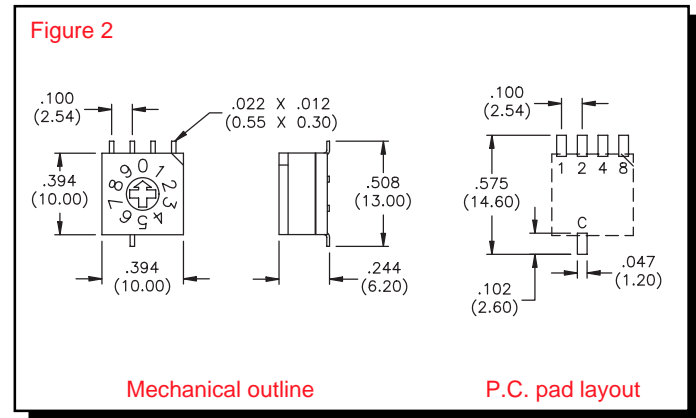 Figure 2
.100
(2.54)
.022 X .012
(0.55 X 0.30)
.394
(10.00)
0 1 2 3 4 5 6 7 8 9
.394
(10.00)
.508
(13.00)
.244
(6.20)
.100
(2.54)
.575
(14.60)
1 2 4 8
C
.102
(2.60)
.047
(1.20)
Mechanical outline
P.C. pad layout